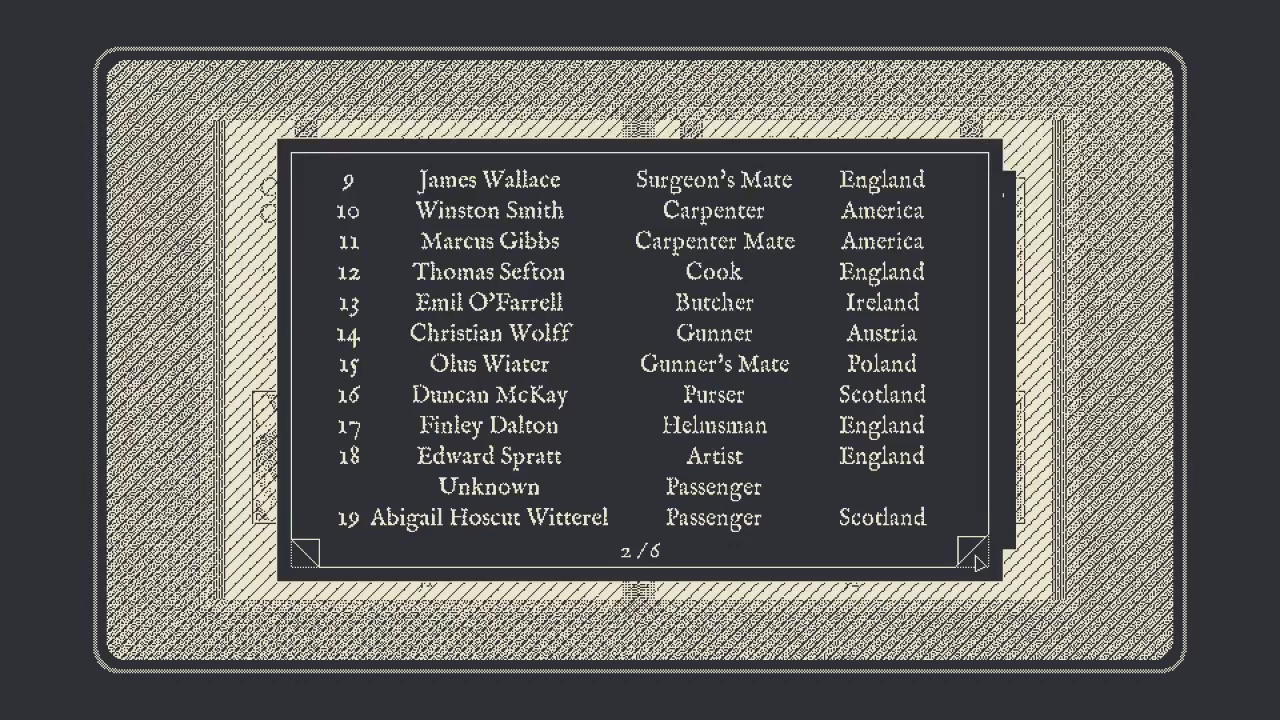 9 James Wallace Surgeon's Mate England
10 Winston Smith Carpenter America
11 Marcus Gibbs Carpenter Mate America
12 Thomas Sefton Cook England
13 Emil O'Farrell Butcher Ireland
14 Christian Wolff Gunner Austria
15 Olus Wiater Gunner's Mate Poland
16 Duncan McKay Purser Scotland
17 Finley Dalton Helmsman England
18 Edward Spratt Artist England
Unknown Passenger
19 Abigail Hoscut Witterel Passenger Scotland
2/6